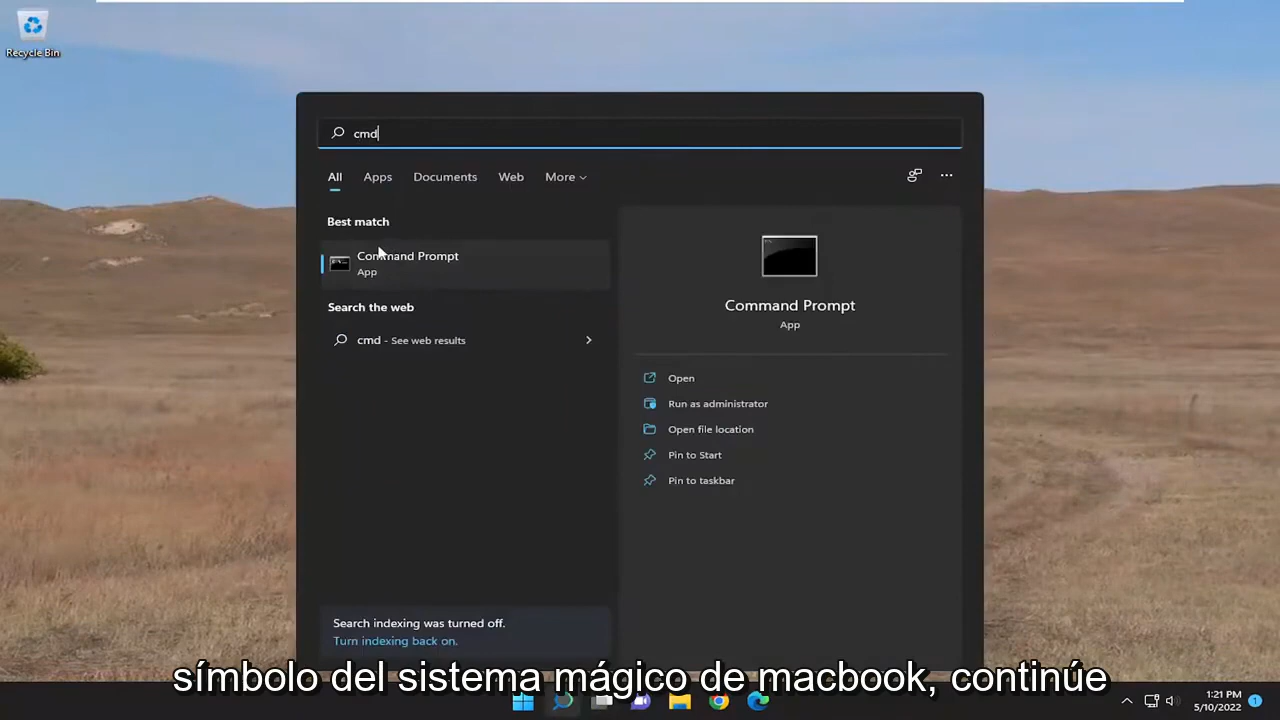 Recycle Bin
cmd
All Apps Documents Web More
Best match
Command Prompt
App
Search the web
cmd - See web results
Command Prompt
App
Open
Run as administrator
Open file location
Pin to Start
Pin to taskbar
Search indexing was turned off.
Turn indexing back on.
símbolo del sistema mágico de macbook, continúe
1:21 PM
5/10/2022
1